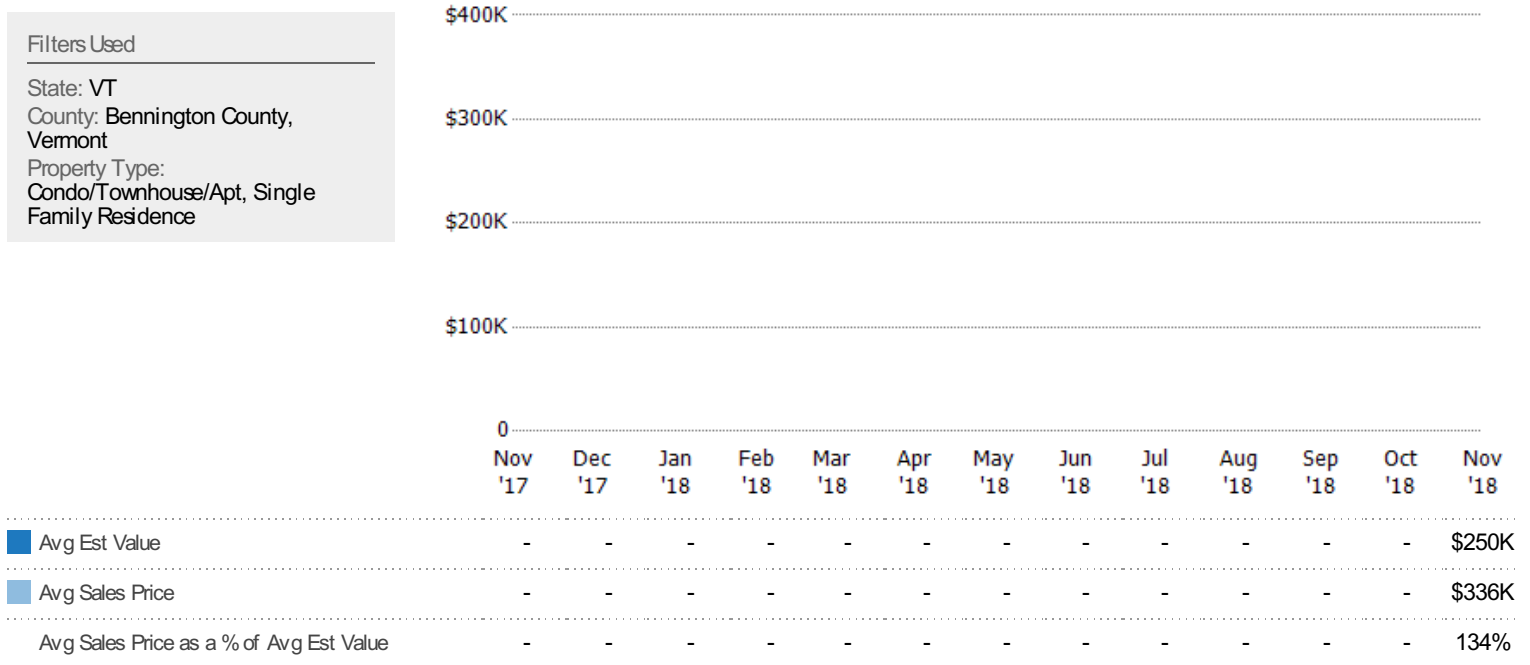 Filters Used
State: VT
County: Bennington County,
Vermont
Property Type:
Condo/Townhouse/Apt, Single
Family Residence
$400K
$300K
$200K
$100K
0
Nov Dec Jan Feb Mar Apr May Jun Jul Aug Sep Oct Nov
'17 '17 '18 '18 '18 '18 '18 '18 '18 '18 '18 '18 '18
Avg Est Value - - - - - - - - - - - - $250K
Avg Sales Price - - - - - - - - - - - - $336K
Avg Sales Price as a % of Avg Est Value - - - - - - - - - - - - 134%